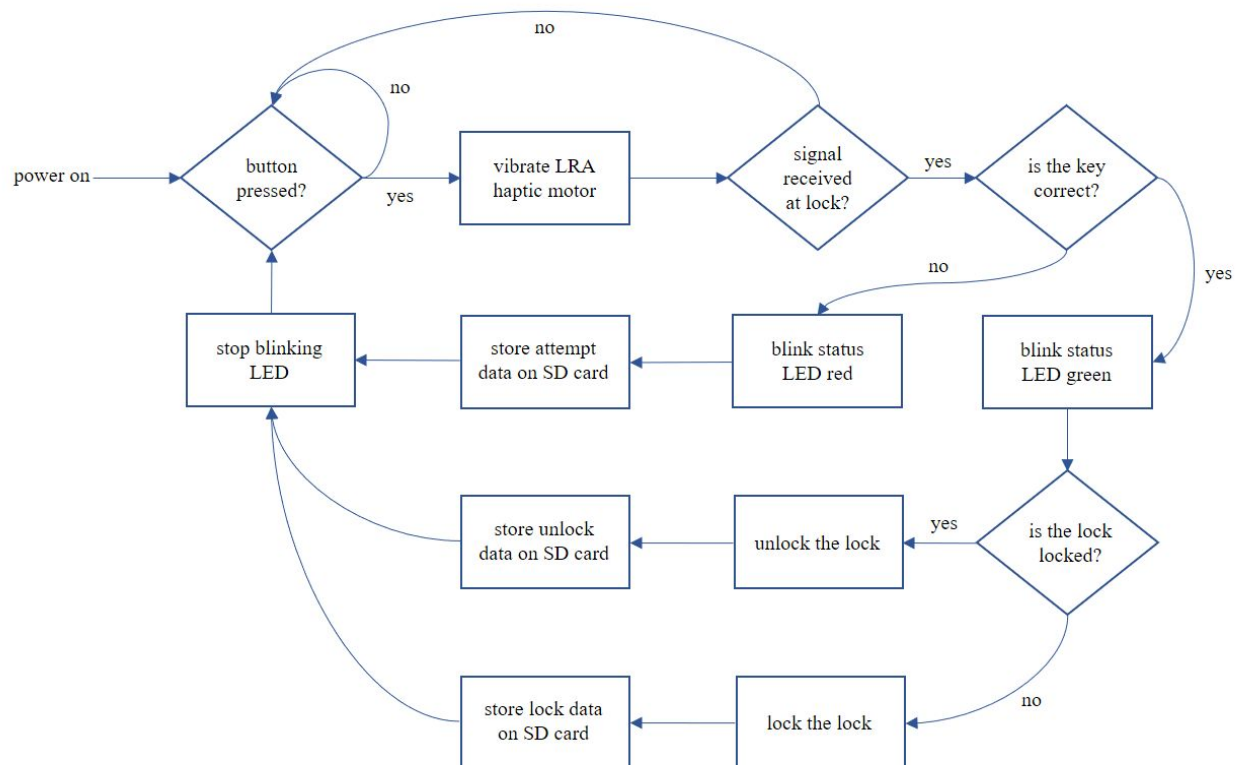 no
no
power on
button
pressed?
yes
vibrate LRA
haptic motor
signal
received
at lock?
yes
is the key
correct?
no
yes
stop blinking
LED
store attempt
data on SD card
blink status
LED red
blink status
LED green
store unlock
data on SD card
unlock the lock
yes
is the lock
locked?
no
store lock data
on SD card
lock the lock